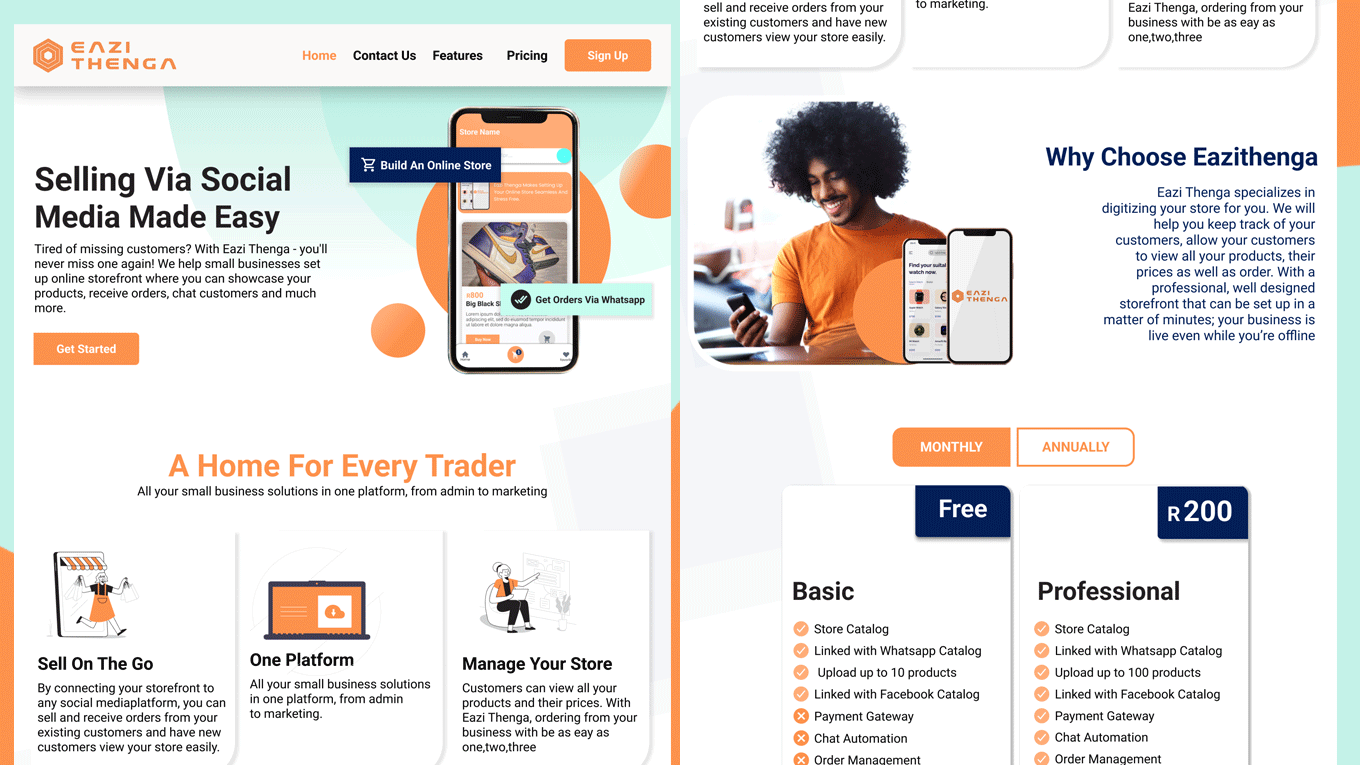 EAZI
THENGA
Home Contact Us Features Pricing Sign Up
Selling Via Social
Media Made Easy
Tired of missing customers? With Eazi Thenga - you'll
never miss one again! We help small businesses set
up online storefront where you can showcase your
products, receive orders, chat customers and much
more.
Get Started
Store Name
Build An Online Store
R800
Big Black
Buy Now
Get Orders Via Whatsapp
A Home For Every Trader
All your small business solutions in one platform, from admin to marketing
Sell On The Go
By connecting your storefront to
any social mediaplatform, you can
sell and receive orders from your
existing customers and have new
customers view your store easily.
One Platform
All your small business solutions
in one platform, from admin
to marketing.
Manage Your Store
Customers can view all your
products and their prices. With
Eazi Thenga, ordering from your
business with be as eay as
one,two,three
sell and receive orders from your
existing customers and have new
customers view your store easily.
to marketing.
Eazi Thenga, ordering from your
business with be as eay as
one,two,three
Find your
watch now.
EAZI
THENGA
Why Choose Eazithenga
Eazi Thenga specializes in
digitizing your store for you. We will
help you keep track of your
customers, allow your customers
to view all your products, their
prices as well as order. With a
professional, well designed
storefront that can be set up in a
matter of minutes; your business is
live even while you're offline
MONTHLY ANNUALLY
Free
Basic
Store Catalog
Linked with Whatsapp Catalog
Upload up to 10 products
Linked with Facebook Catalog
Payment Gateway
Chat Automation
Order Management
R 200
Professional
Store Catalog
Linked with Whatsapp Catalog
Upload up to 100 products
Linked with Facebook Catalog
Payment Gateway
Chat Automation
Order Management